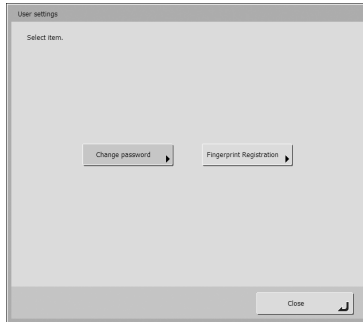 User settings
Select item.
Change password
Fingerprint Registration
Close